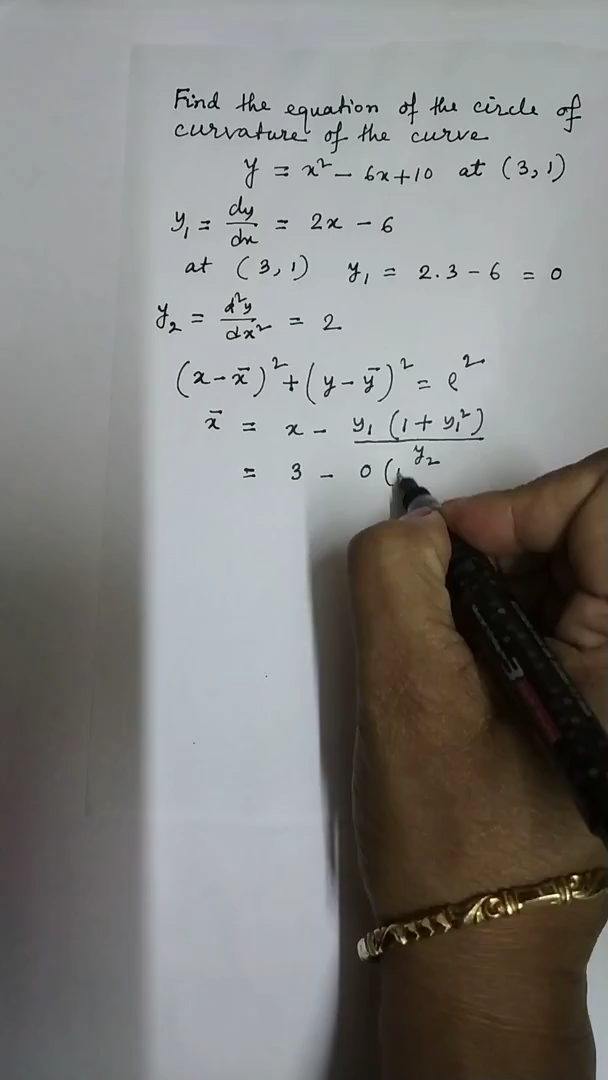 Find the equation of the circle of
curvature of the curve
y = x² - 6x + 10 at (3, 1)
y₁ = dy/dx = 2x - 6
at (3, 1) y₁ = 2.3 - 6 = 0
y₂ = d²y/dx² = 2
(x - x̄)² + (y - ȳ)² = ρ²
x̄ = x - y₁ (1 + y₁²) / y₂
= 3 - 0 (